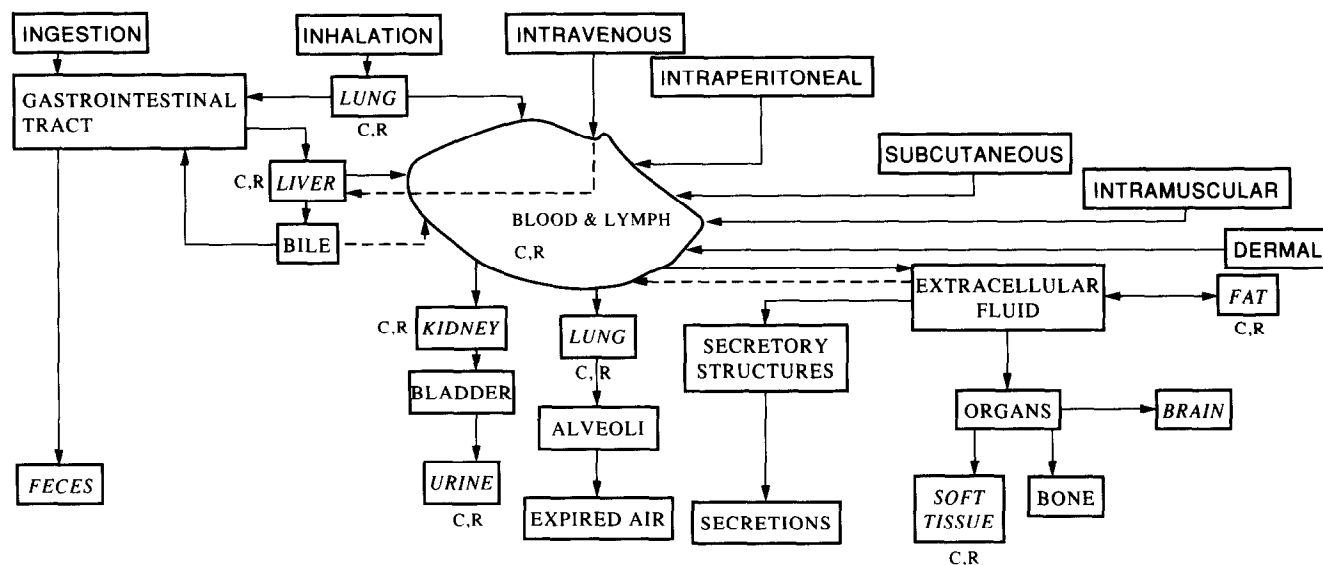 INGESTION
INHALATION
INTRAVENOUS
INTRAPERITONEAL
GASTROINTESTINAL
TRACT
LUNG
C,R
SUBCUTANEOUS
INTRAMUSCULAR
C,R
LIVER
BLOOD & LYMPH
C,R
BILE
DERMAL
EXTRACELLULAR
FLUID
FAT
C,R
C,R
KIDNEY
LUNG
C,R
SECRETORY
STRUCTURES
BLADDER
ORGANS
BRAIN
ALVEOLI
FECES
URINE
C,R
EXPIRED AIR
SECRETIONS
SOFT
TISSUE
C,R
BONE